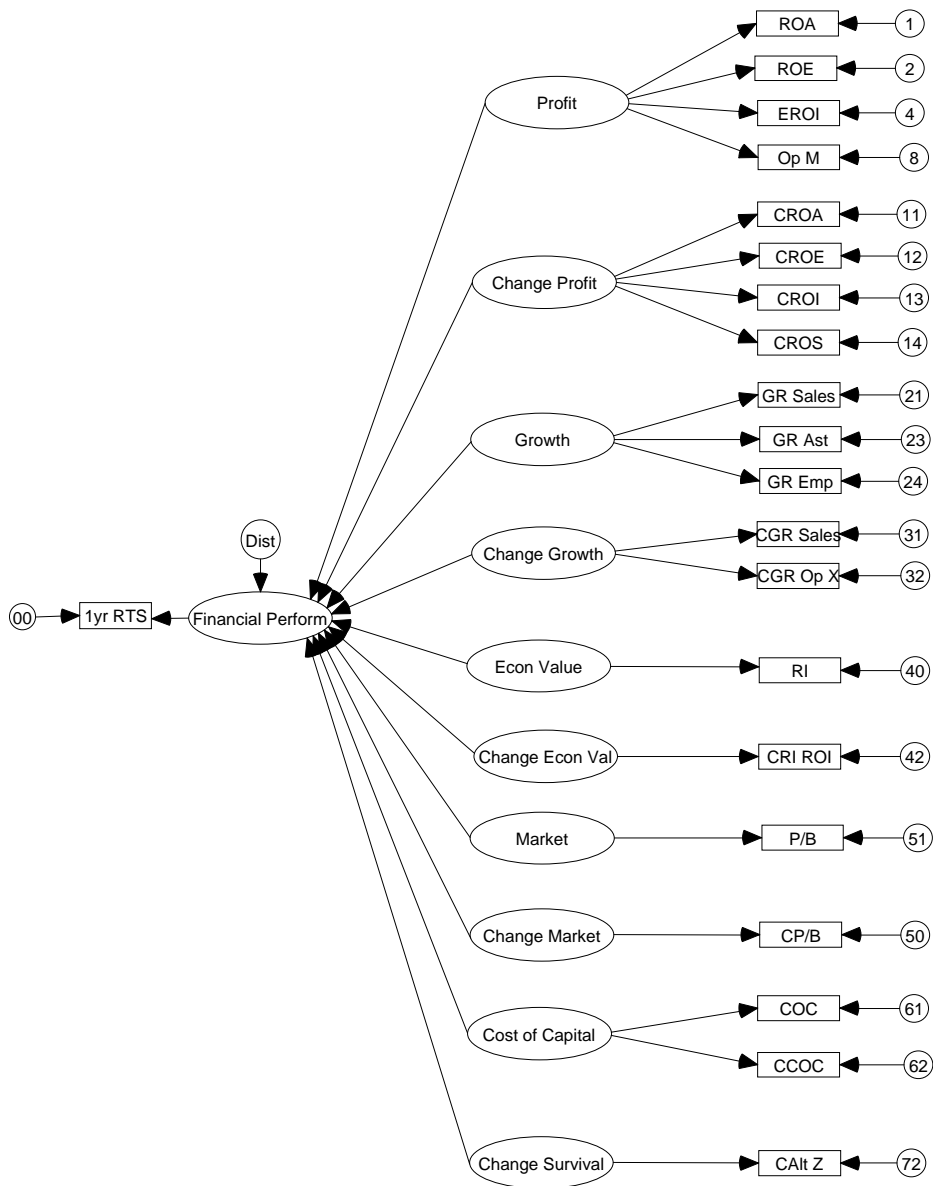 ROA
1
ROE
2
Profit
EROI
4
Op M
8
CROA
11
CROE
12
Change Profit
CROI
13
CROS
14
GR Sales
21
Growth
GR Ast
23
GR Emp
24
CGR Sales
31
Dist
Change Growth
CGR Op X
32
00
1yr RTS
Financial Perform
Econ Value
RI
40
Change Econ Val
CRI ROI
42
Market
P/B
51
Change Market
CP/B
50
COC
61
Cost of Capital
CCOC
62
Change Survival
CAlt Z
72